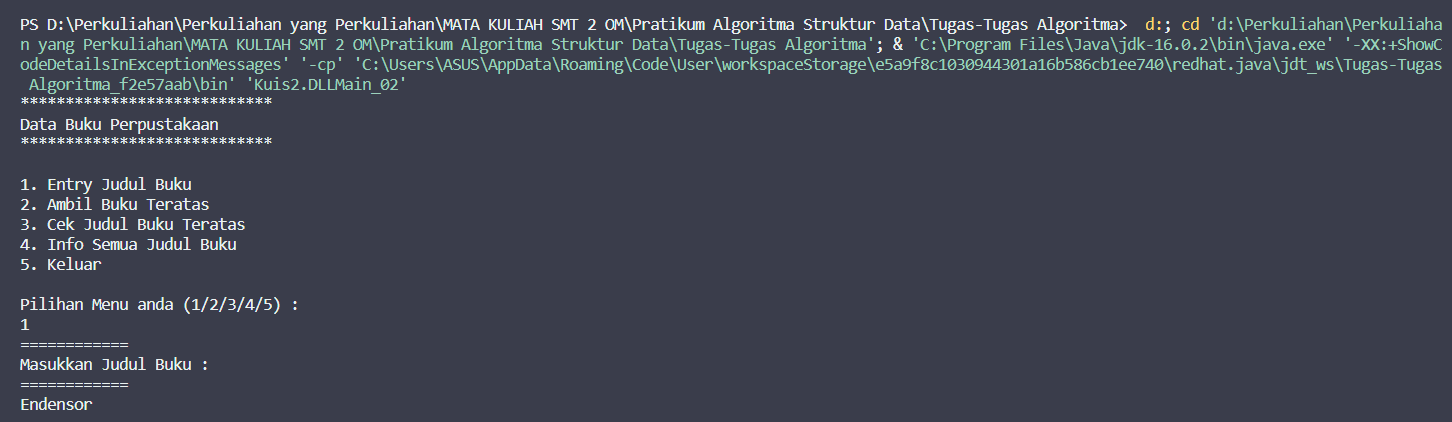 PS D:\Perkuliahan\Perkuliahan yang Perkuliahan\MATA KULIAH SMT 2 OM\Pratikum Algoritma Struktur Data\Tugas-Tugas Algoritma>  d:; cd 'd:\Perkuliahan\Perkuliaha
n yang Perkuliahan\MATA KULIAH SMT 2 OM\Pratikum Algoritma Struktur Data\Tugas-Tugas Algoritma'; & 'C:\Program Files\Java\jdk-16.0.2\bin\java.exe' '-XX:+ShowC
odeDetailsInExceptionMessages' '-cp' 'C:\Users\ASUS\AppData\Roaming\Code\User\workspaceStorage\e5a9f8c1030944301a16b586cb1ee740\redhat.java\jdt_ws\Tugas-Tugas
 Algoritma_f2e57aab\bin' 'Kuis2.DLLMain_02'
****************************
Data Buku Perpustakaan
****************************
1. Entry Judul Buku
2. Ambil Buku Teratas
3. Cek Judul Buku Teratas
4. Info Semua Judul Buku
5. Keluar
Pilihan Menu anda (1/2/3/4/5) :
1
============
Masukkan Judul Buku :
============
Endensor